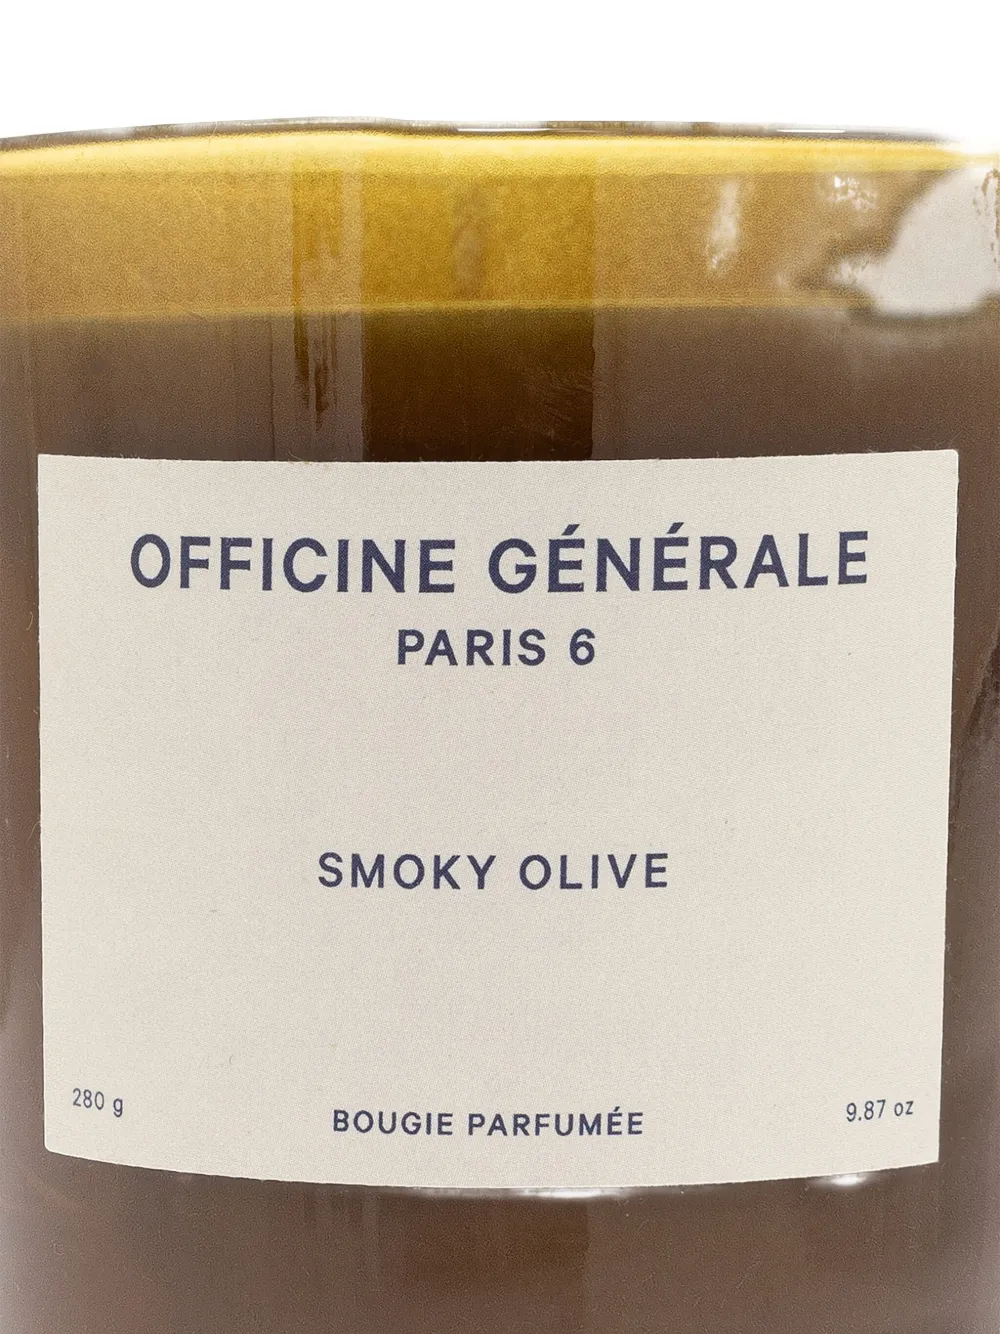 OFFICINE GÉNÉRALE
PARIS 6
SMOKY OLIVE
280 g
BOUGIE PARFUMÉE
9.87 oz